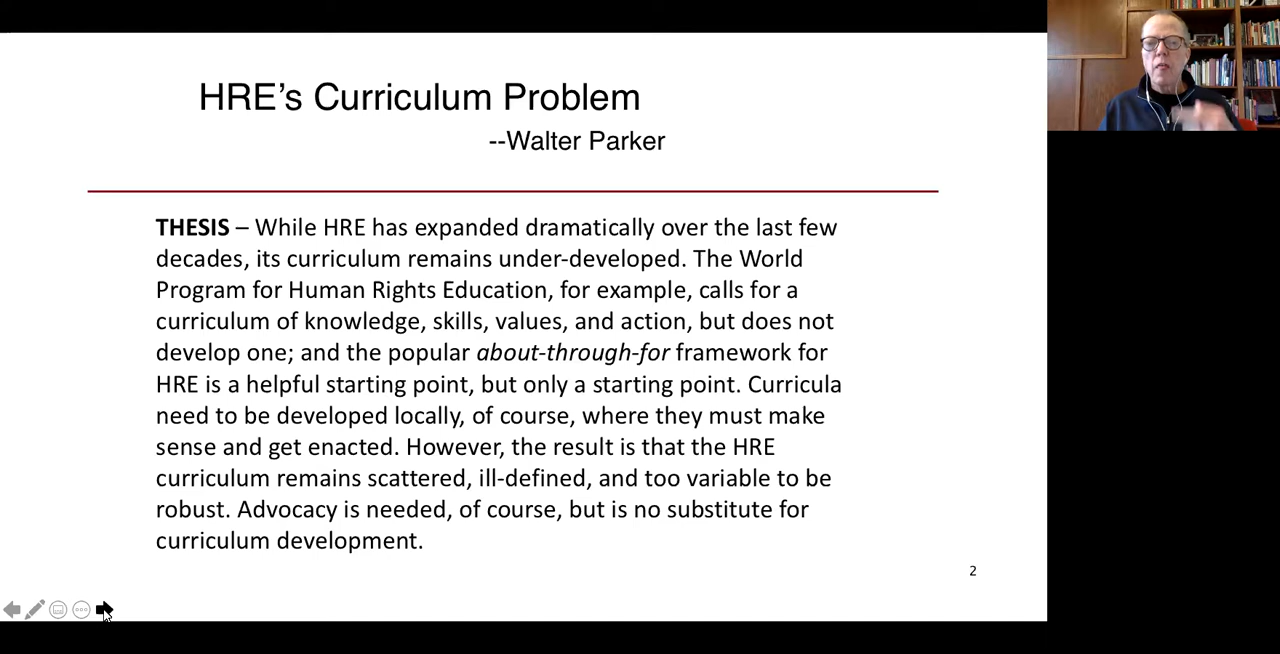 HRE’s Curriculum Problem
--Walter Parker
THESIS – While HRE has expanded dramatically over the last few
decades, its curriculum remains under-developed. The World
Program for Human Rights Education, for example, calls for a
curriculum of knowledge, skills, values, and action, but does not
develop one; and the popular about-through-for framework for
HRE is a helpful starting point, but only a starting point. Curricula
need to be developed locally, of course, where they must make
sense and get enacted. However, the result is that the HRE
curriculum remains scattered, ill-defined, and too variable to be
robust. Advocacy is needed, of course, but is no substitute for
curriculum development.
2